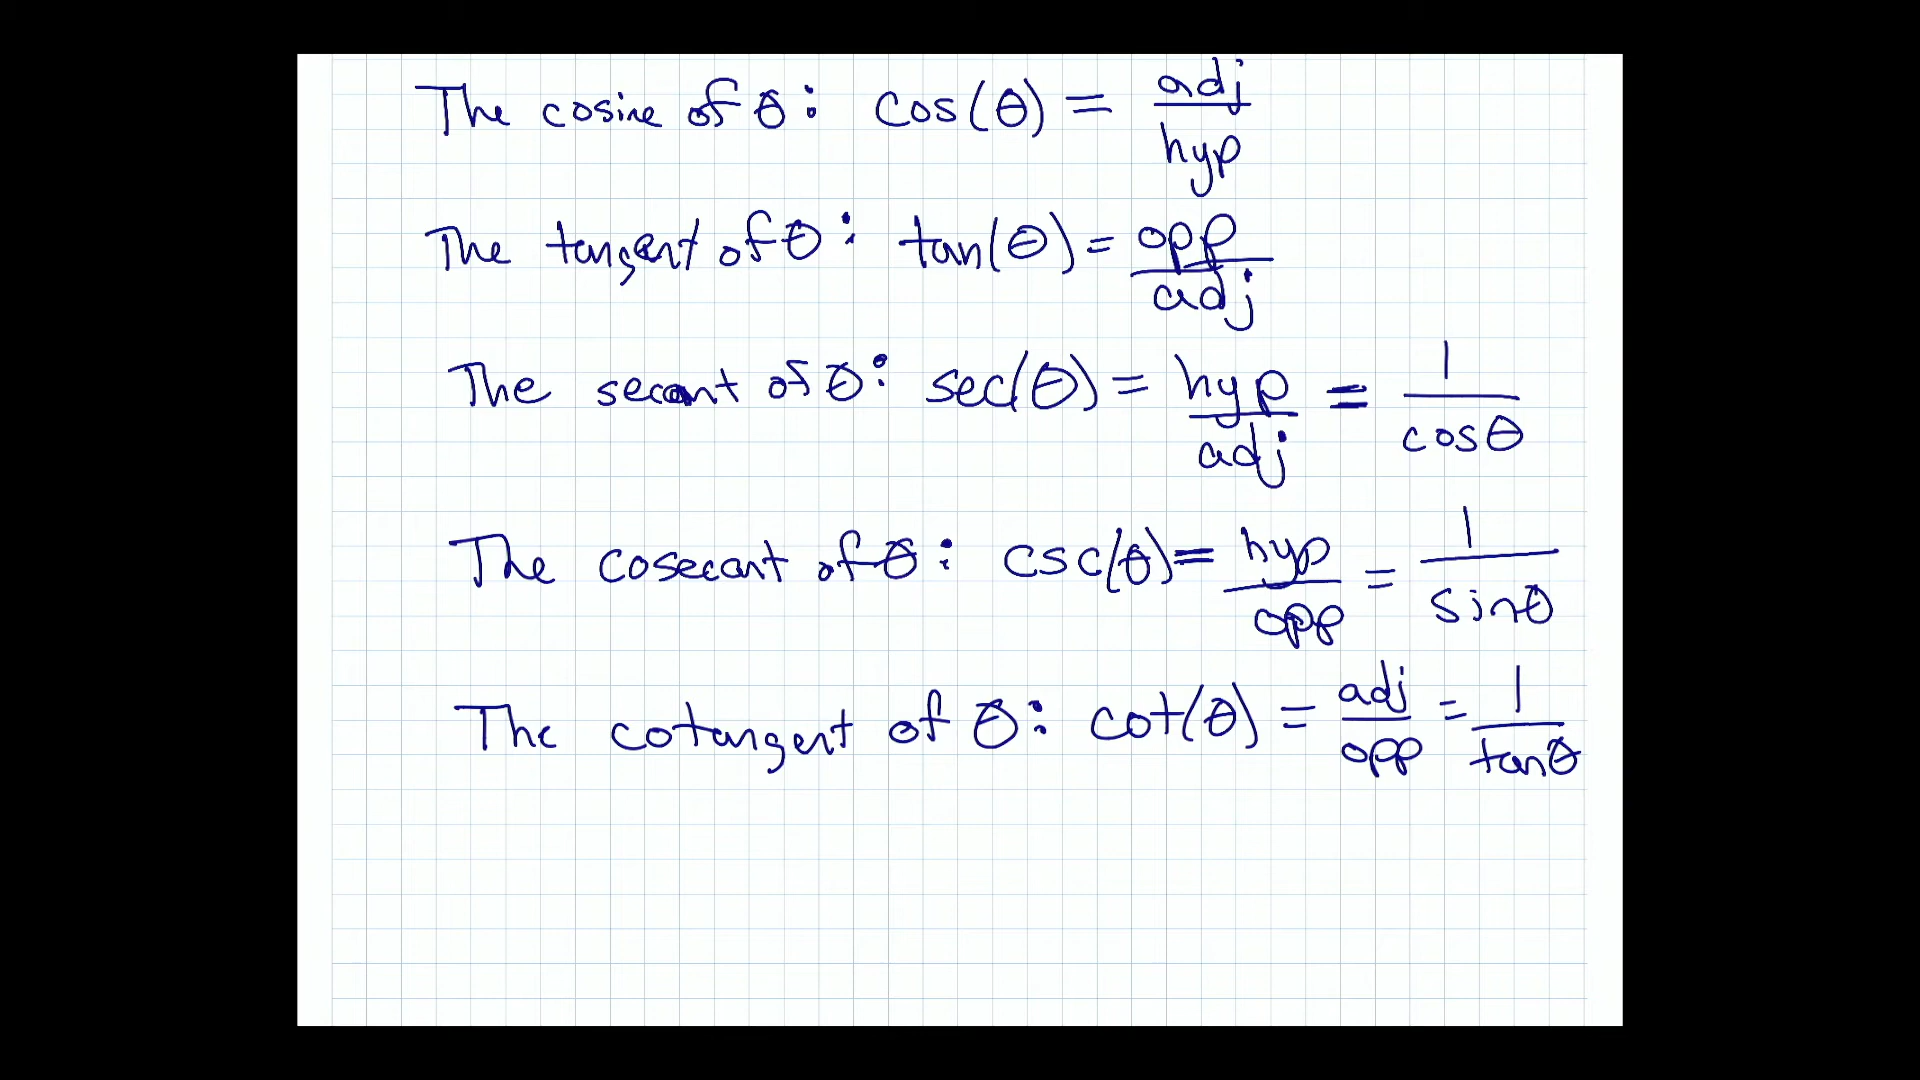 The cosine of θ: cos(θ) = adj/hyp
The tangent of θ: tan(θ) = opp/adj
The secant of θ: sec(θ) = hyp/adj = 1/cosθ
The cosecant of θ: csc(θ) = hyp/opp = 1/sinθ
The cotangent of θ: cot(θ) = adj/opp = 1/tanθ